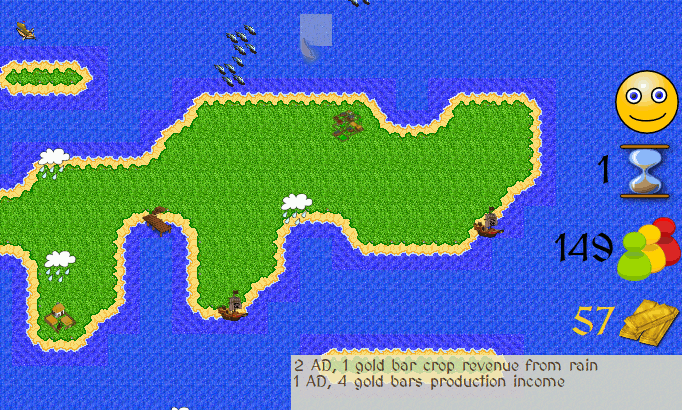 1
149
57
2 AD, 1 gold bar crop revenue from rain
1 AD, 4 gold bars production income